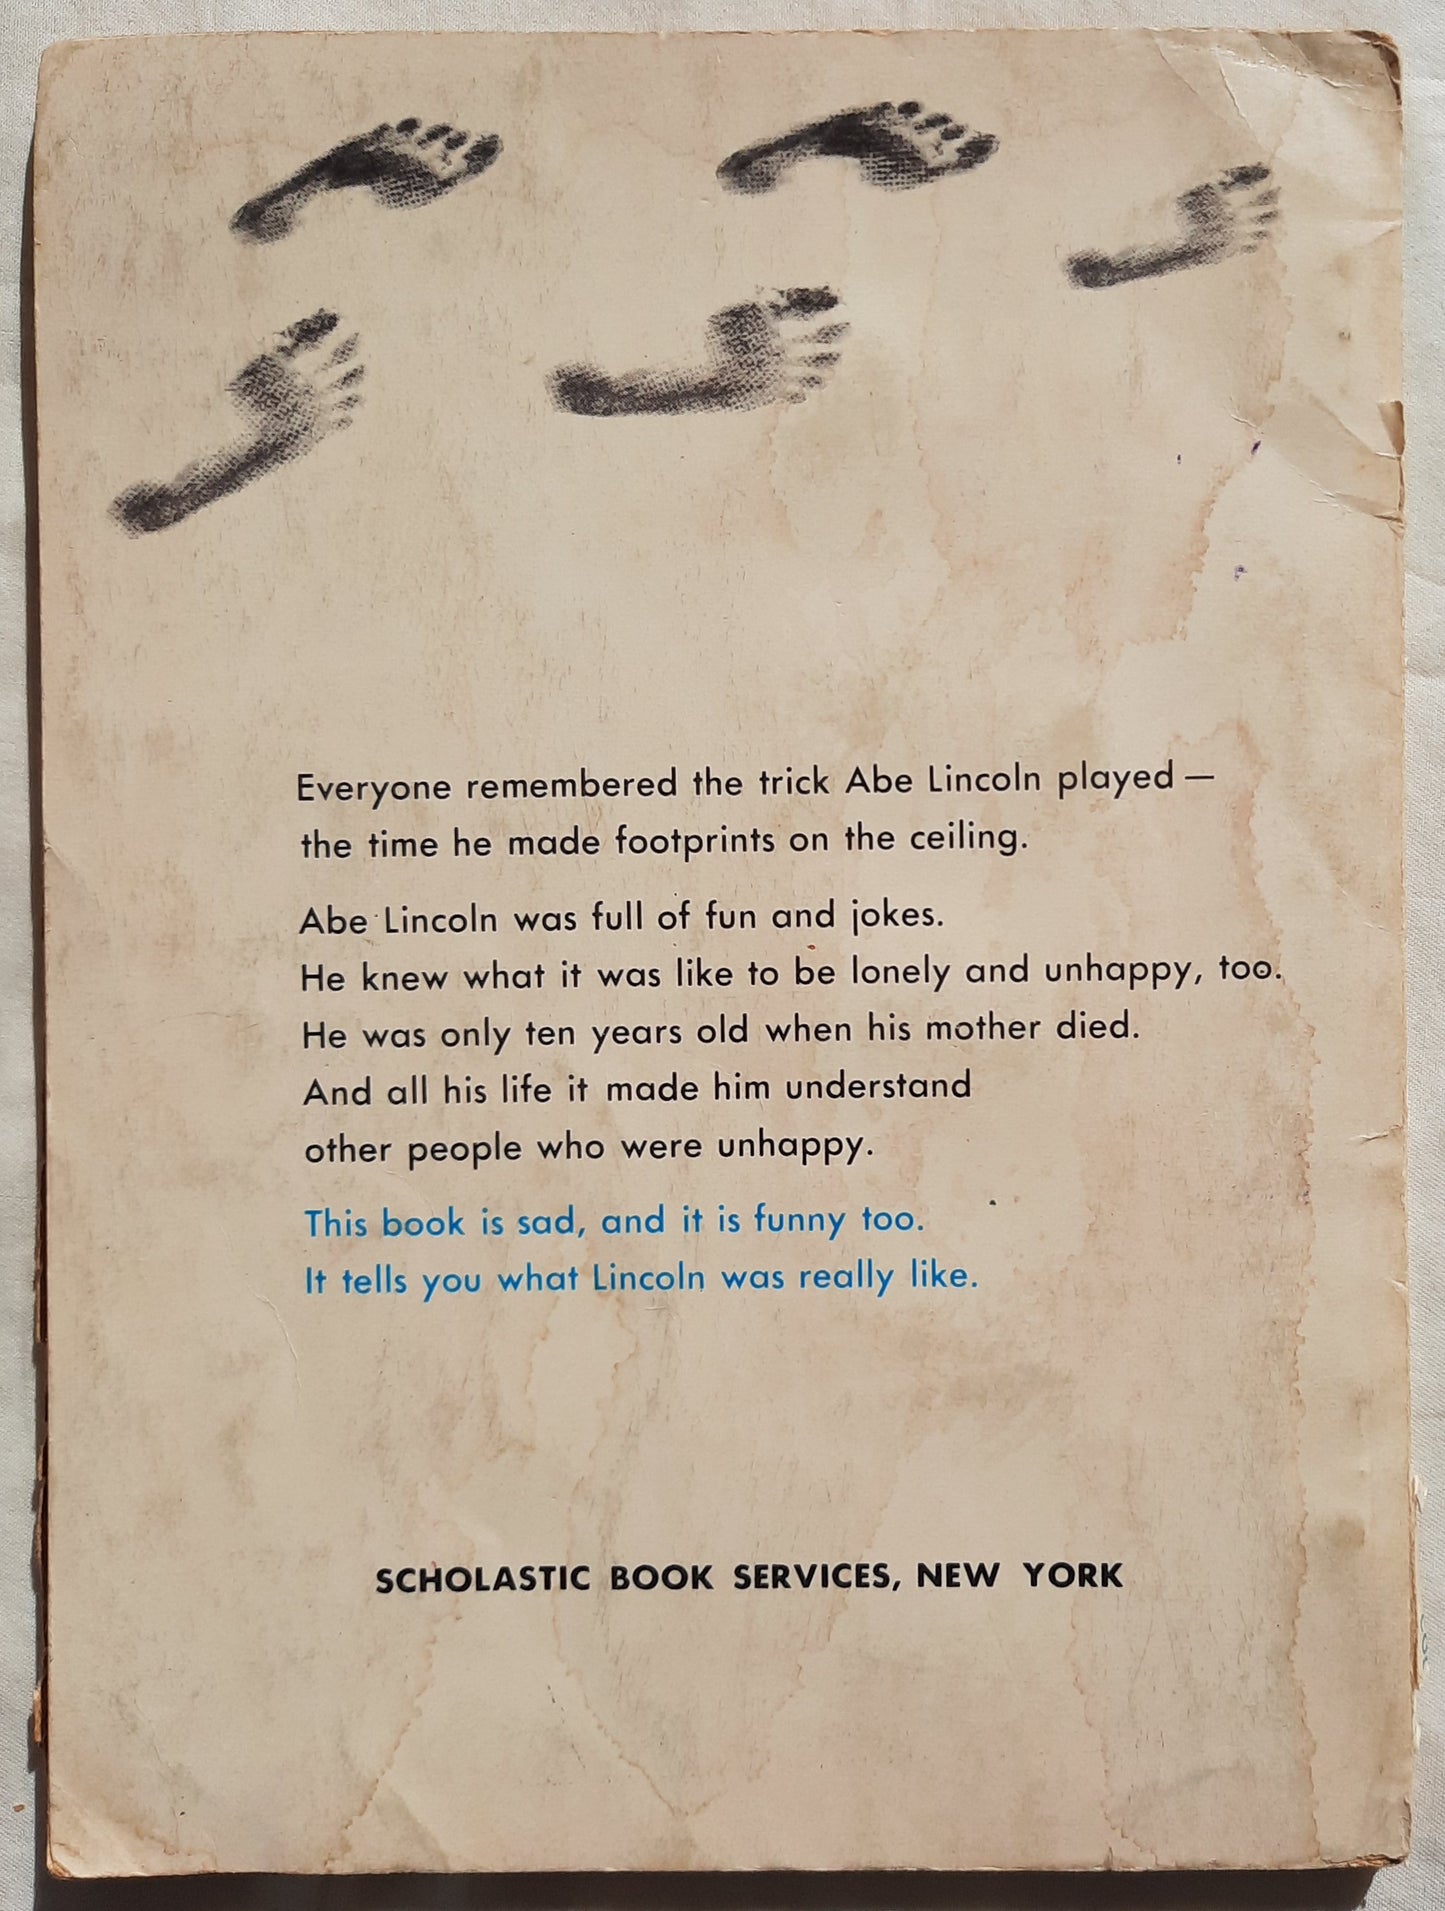 Everyone remembered the trick Abe Lincoln played —
the time he made footprints on the ceiling.
Abe Lincoln was full of fun and jokes.
He knew what it was like to be lonely and unhappy, too.
He was only ten years old when his mother died.
And all his life it made him understand
other people who were unhappy.
This book is sad, and it is funny too.
It tells you what Lincoln was really like.
SCHOLASTIC BOOK SERVICES, NEW YORK